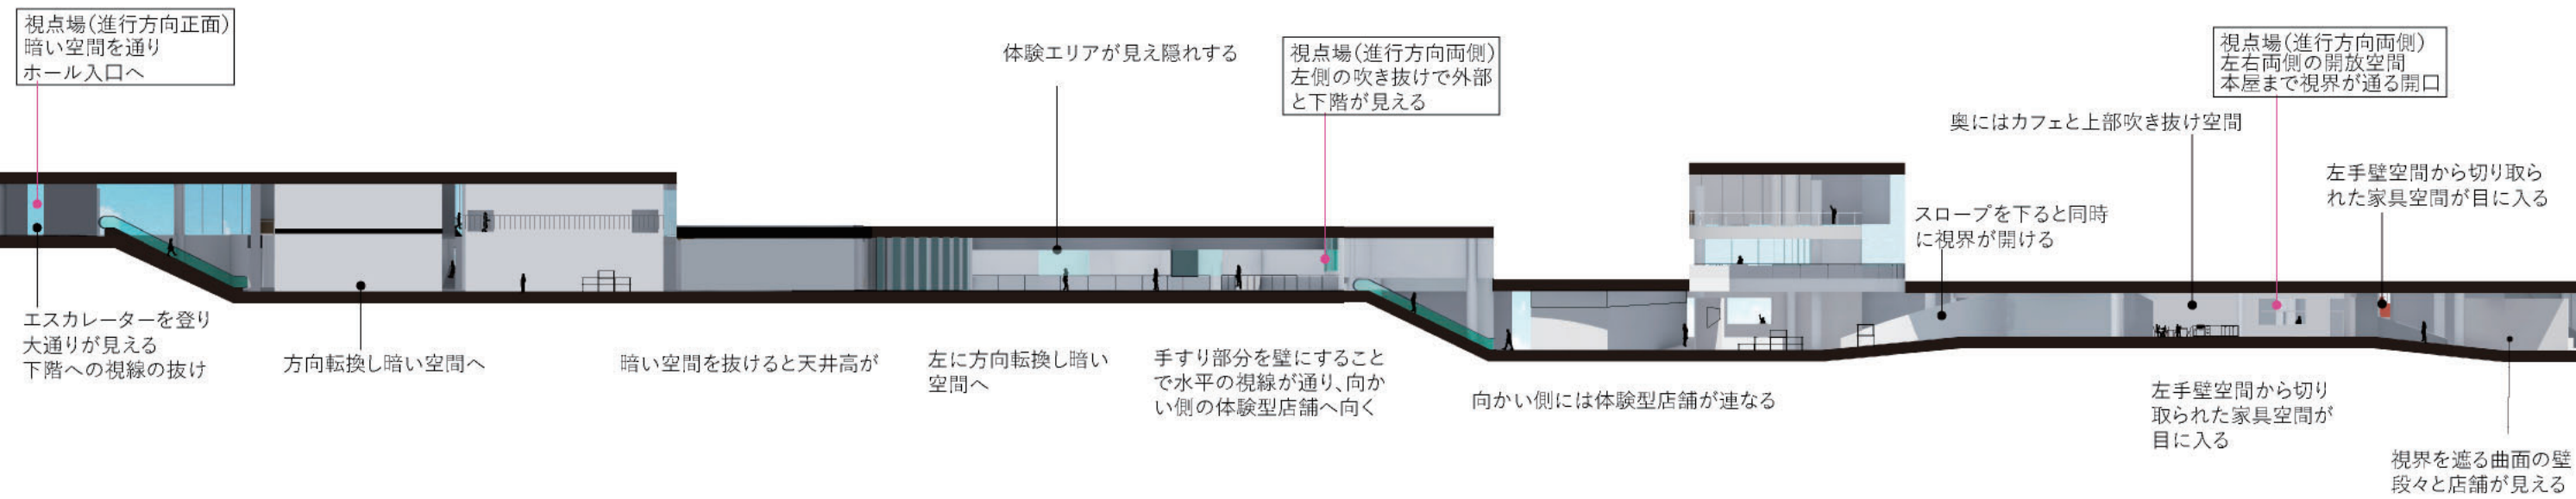 視点場(進行方向正面)
暗い空間を通り
ホール入口へ
体験エリアが見え隠れする
視点場(進行方向両側)
左側の吹き抜けで外部
と下階が見える
視点場(進行方向両側)
左右両側の開放空間
本屋まで視界が通る開口
奥にはカフェと上部吹き抜け空間
左手壁空間から切り取ら
れた家具空間が目に入る
スロープを下ると同時
に視界が開ける
エスカレーターを登り
大通りが見える
下階への視線の抜け
方向転換し暗い空間へ
暗い空間を抜けると天井高が
左に方向転換し暗い
空間へ
手すり部分を壁にすること
で水平の視線が通り、向か
い側の体験型店舗へ向く
向かい側には体験型店舗が連なる
左手壁空間から切り
取られた家具空間が
目に入る
視界を遮る曲面の壁
段々と店舗が見える